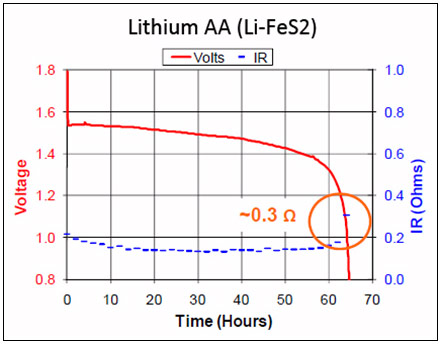 Lithium AA (Li-FeS2)
Volts IR
1.8 1.0
1.6 0.8
1.4 0.6
1.2 0.4
1.0 0.2
0.8 0.0
Voltage
IR (Ohms)
~0.3 Ω
0 10 20 30 40 50 60 70
Time (Hours)